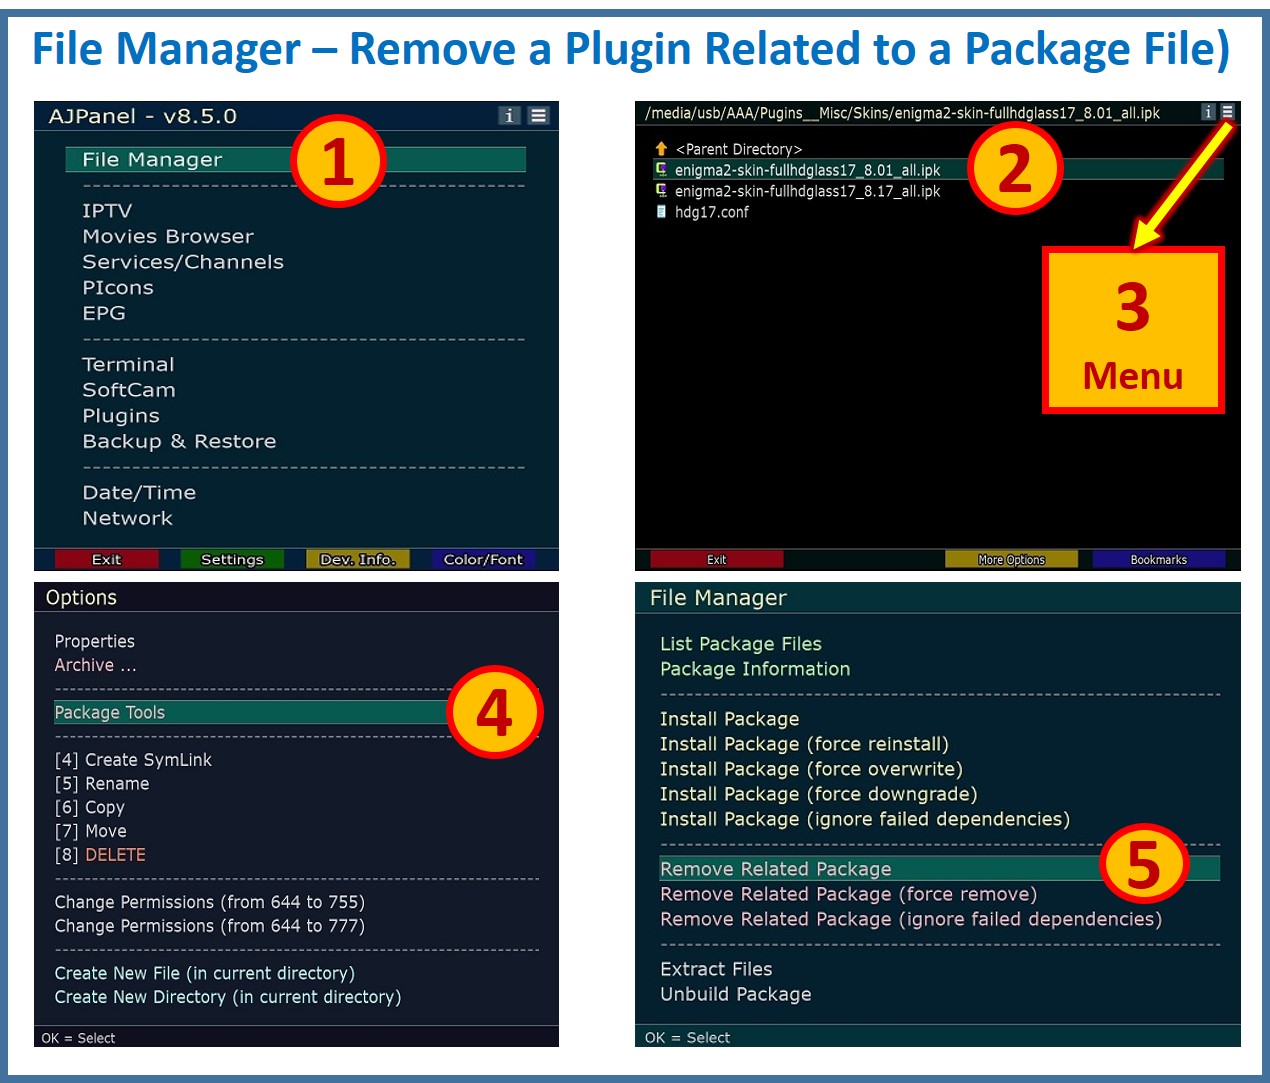 File Manager – Remove a Plugin Related to a Package File)
AJPanel - v8.5.0
i
File Manager
1
IPTV
Movies Browser
Services/Channels
PIcons
EPG
Terminal
SoftCam
Plugins
Backup & Restore
Date/Time
Network
Exit Settings Dev. Info. Color/Font
/media/usb/AAA/Pugins__Misc/Skins/enigma2-skin-fullhdglass17_8.01_all.ipk
i
<Parent Directory>
enigma2-skin-fullhdglass17_8.01_all.ipk
2
enigma2-skin-fullhdglass17_8.17_all.ipk
hdg17.conf
3
Menu
Exit More Options Bookmarks
Options
Properties
Archive ...
Package Tools
4
[4] Create SymLink
[5] Rename
[6] Copy
[7] Move
[8] DELETE
Change Permissions (from 644 to 755)
Change Permissions (from 644 to 777)
Create New File (in current directory)
Create New Directory (in current directory)
OK = Select
File Manager
List Package Files
Package Information
Install Package
Install Package (force reinstall)
Install Package (force overwrite)
Install Package (force downgrade)
Install Package (ignore failed dependencies)
Remove Related Package
5
Remove Related Package (force remove)
Remove Related Package (ignore failed dependencies)
Extract Files
Unbuild Package
OK = Select